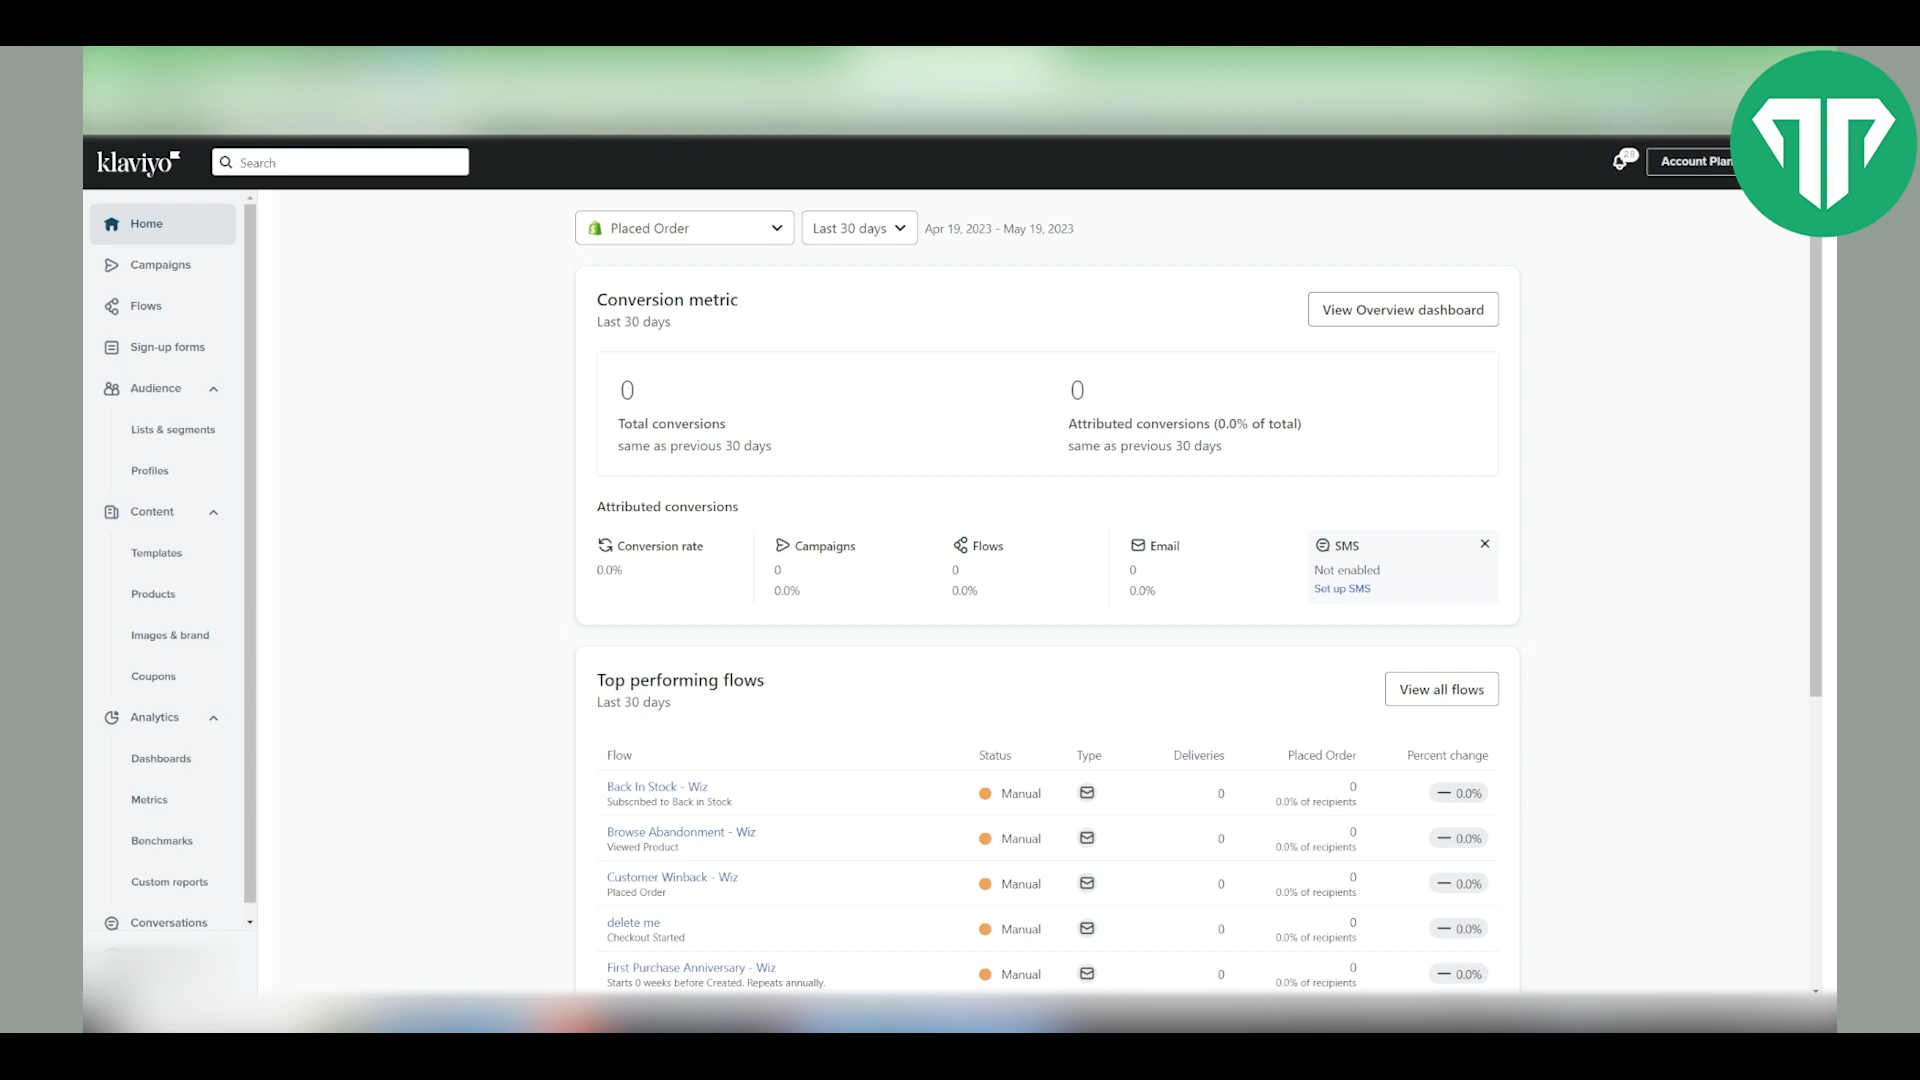 klaviyo
Search
28
Account Plan
Home
Campaigns
Flows
Sign-up forms
Audience
Lists & segments
Profiles
Content
Templates
Products
Images & brand
Coupons
Analytics
Dashboards
Metrics
Benchmarks
Custom reports
Conversations
Placed Order
Last 30 days
Apr 19, 2023 - May 19, 2023
Conversion metric
Last 30 days
View Overview dashboard
0
Total conversions
same as previous 30 days
0
Attributed conversions (0.0% of total)
same as previous 30 days
Attributed conversions
Conversion rate
0.0%
Campaigns
0
0.0%
Flows
0
0.0%
Email
0
0.0%
SMS
Not enabled
Set up SMS
Top performing flows
Last 30 days
View all flows
Flow Status Type Deliveries Placed Order Percent change
Back In Stock - Wiz Manual 0 0 — 0.0%
Subscribed to Back in Stock 0.0% of recipients
Browse Abandonment - Wiz Manual 0 0 — 0.0%
Viewed Product 0.0% of recipients
Customer Winback - Wiz Manual 0 0 — 0.0%
Placed Order 0.0% of recipients
delete me Manual 0 0 — 0.0%
Checkout Started 0.0% of recipients
First Purchase Anniversary - Wiz Manual 0 0 — 0.0%
Starts 0 weeks before Created. Repeats annually. 0.0% of recipients